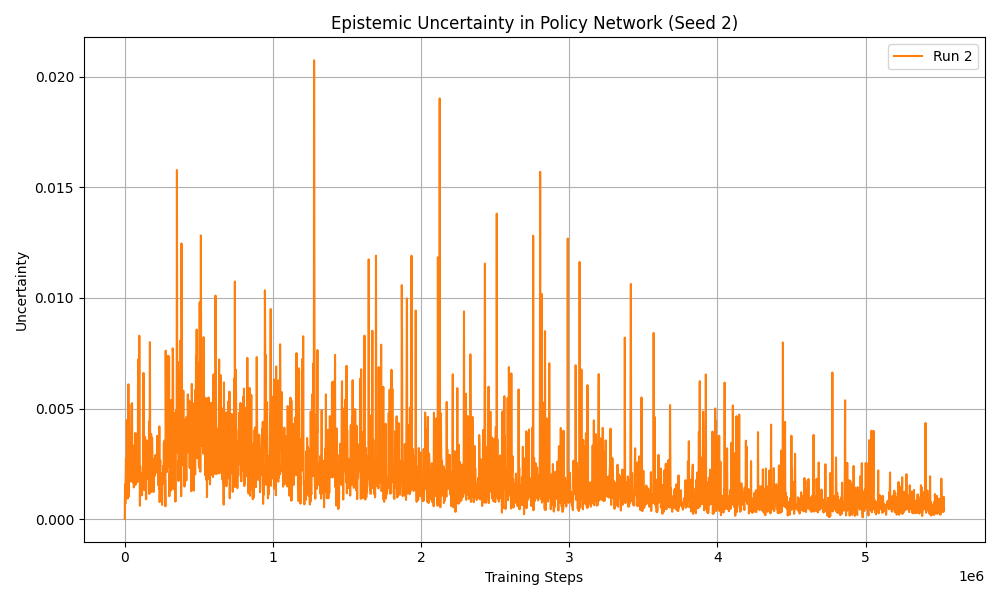 Epistemic Uncertainty in Policy Network (Seed 2)
Run 2
0.020
0.015
0.010
0.005
0.000
Uncertainty
0 1 2 3 4 5
1e6
Training Steps